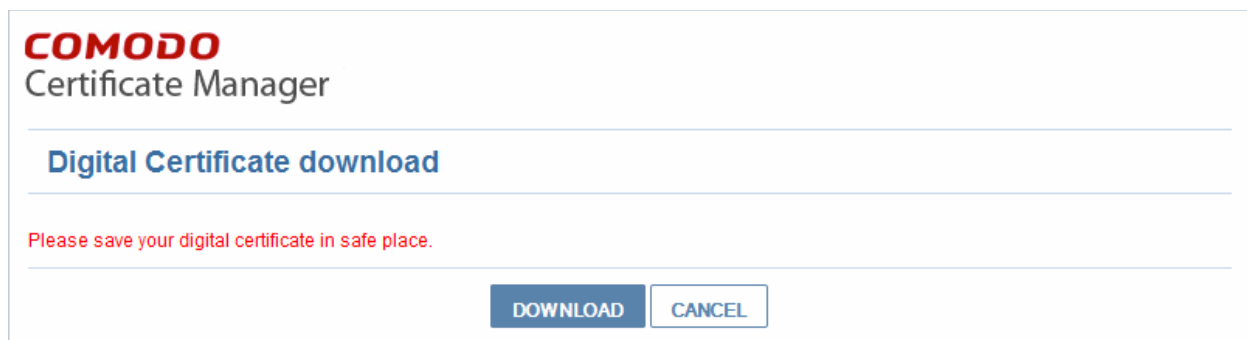 COMODO
Certificate Manager
Digital Certificate download
Please save your digital certificate in safe place.
DOWNLOAD CANCEL